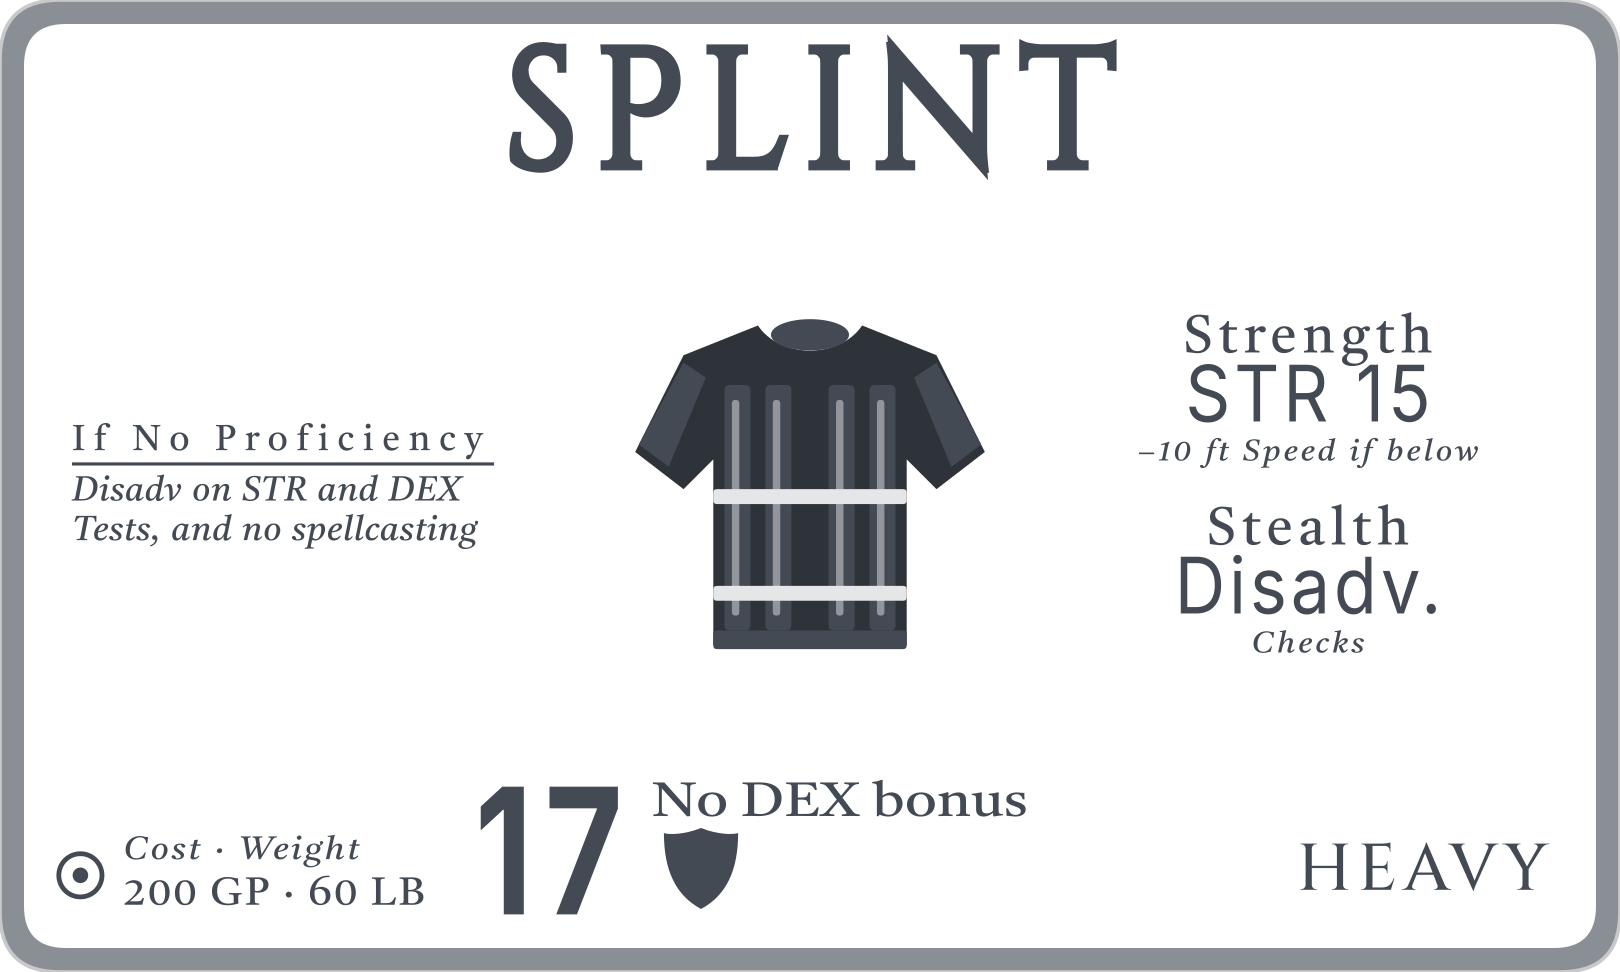 SPLINT
If No Proficiency
Disadv on STR and DEX
Tests, and no spellcasting
Strength
STR 15
–10 ft Speed if below
Stealth
Disadv.
Checks
Cost · Weight
200 GP · 60 LB
17
No DEX bonus
HEAVY